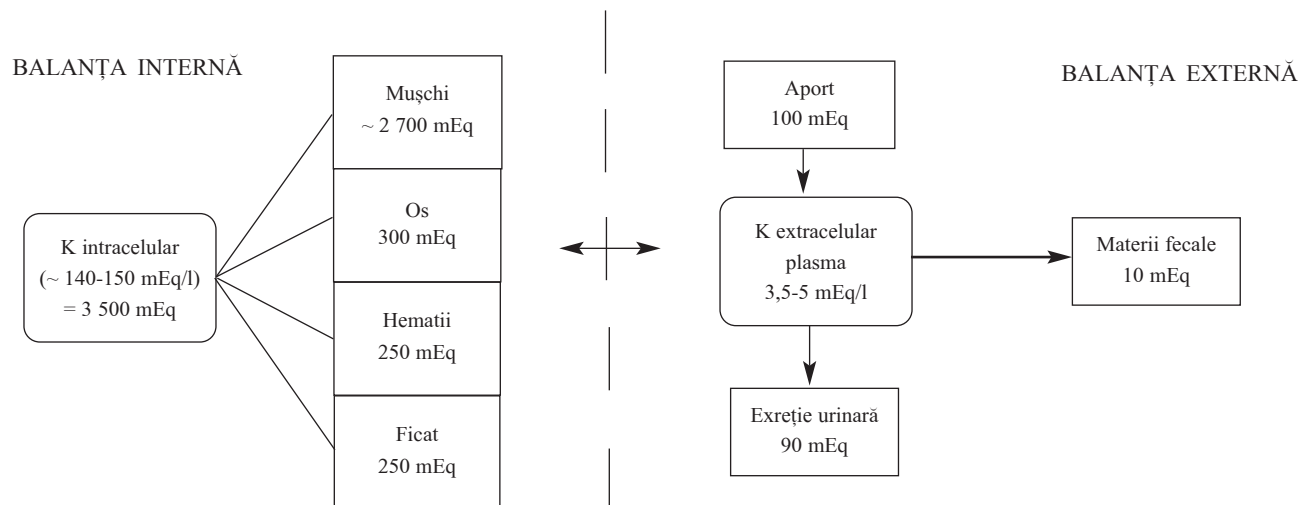 BALANȚA INTERNĂ
Mușchi
~ 2 700 mEq
Os
300 mEq
Hematii
250 mEq
Ficat
250 mEq
K intracelular
(~ 140-150 mEq/l)
= 3 500 mEq
BALANȚA EXTERNĂ
Aport
100 mEq
K extracelular
plasma
3,5-5 mEq/l
Materii fecale
10 mEq
Exreție urinară
90 mEq